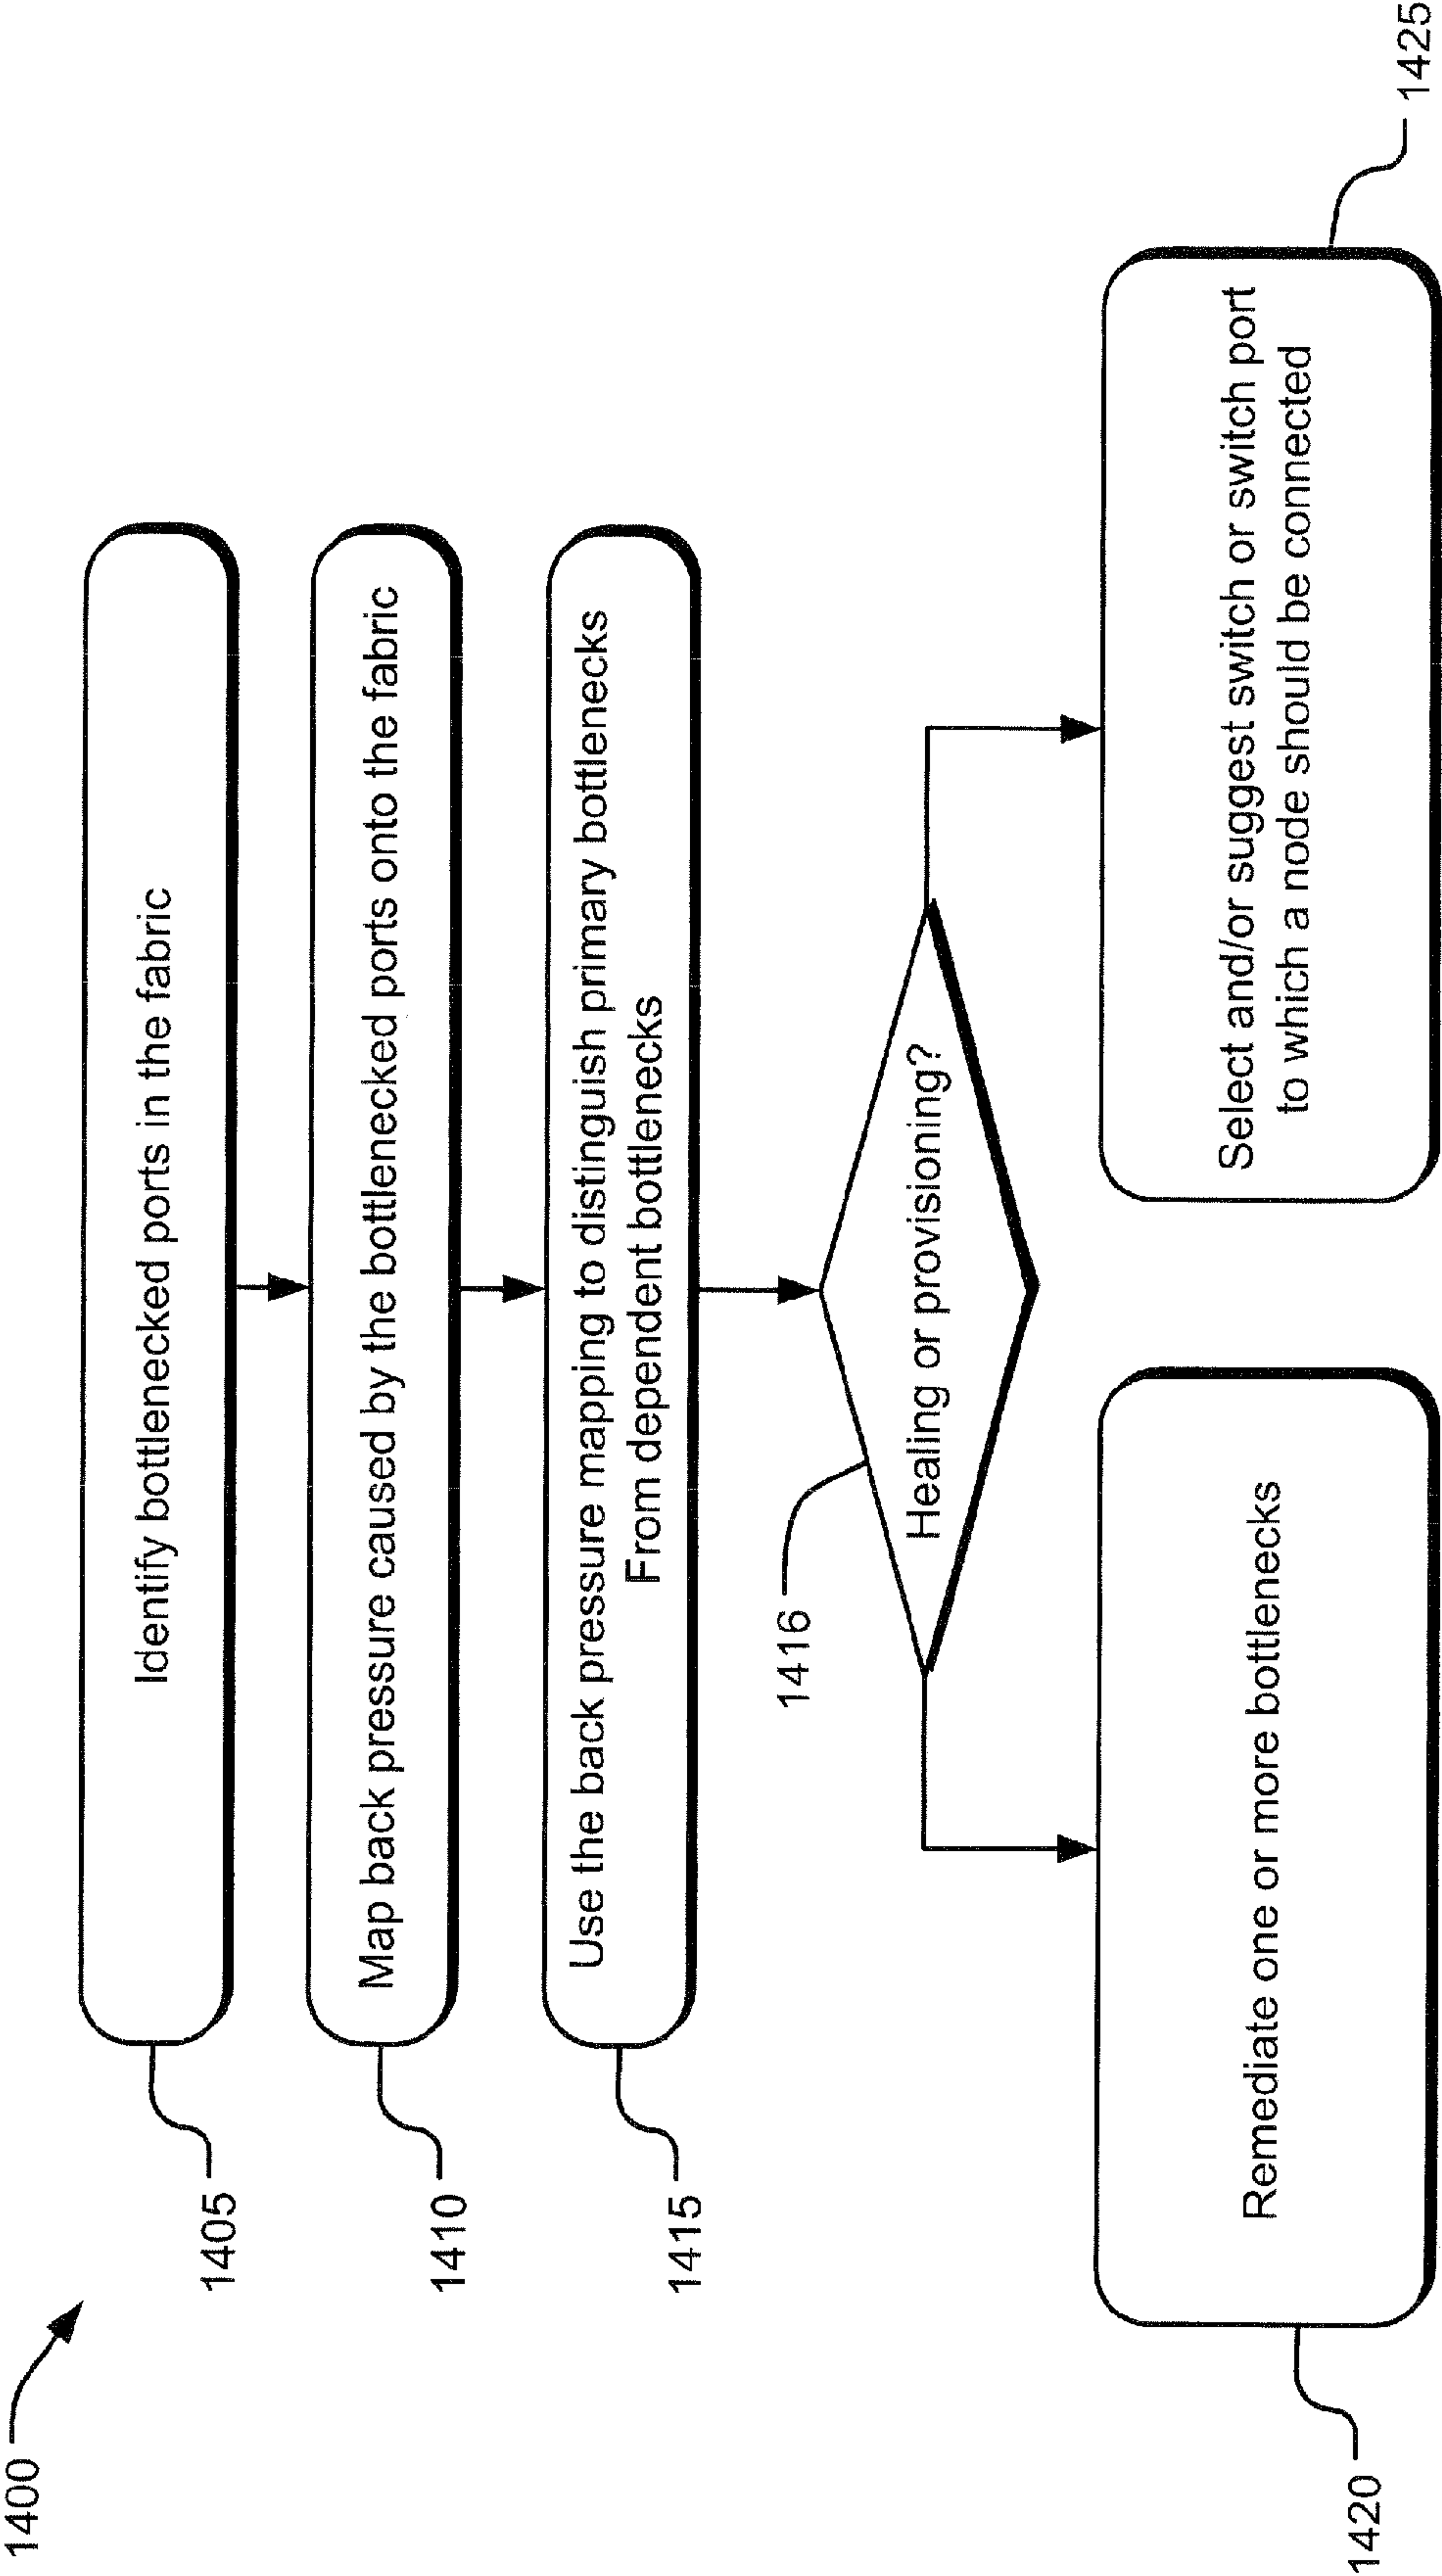 1400
1405
Identify bottlenecked ports in the fabric
1410
Map back pressure caused by the bottlenecked ports onto the fabric
1415
Use the back pressure mapping to distinguish primary bottlenecks
From dependent bottlenecks
1416
Healing or provisioning?
1420
Remediate one or more bottlenecks
Select and/or suggest switch or switch port
to which a node should be connected
1425